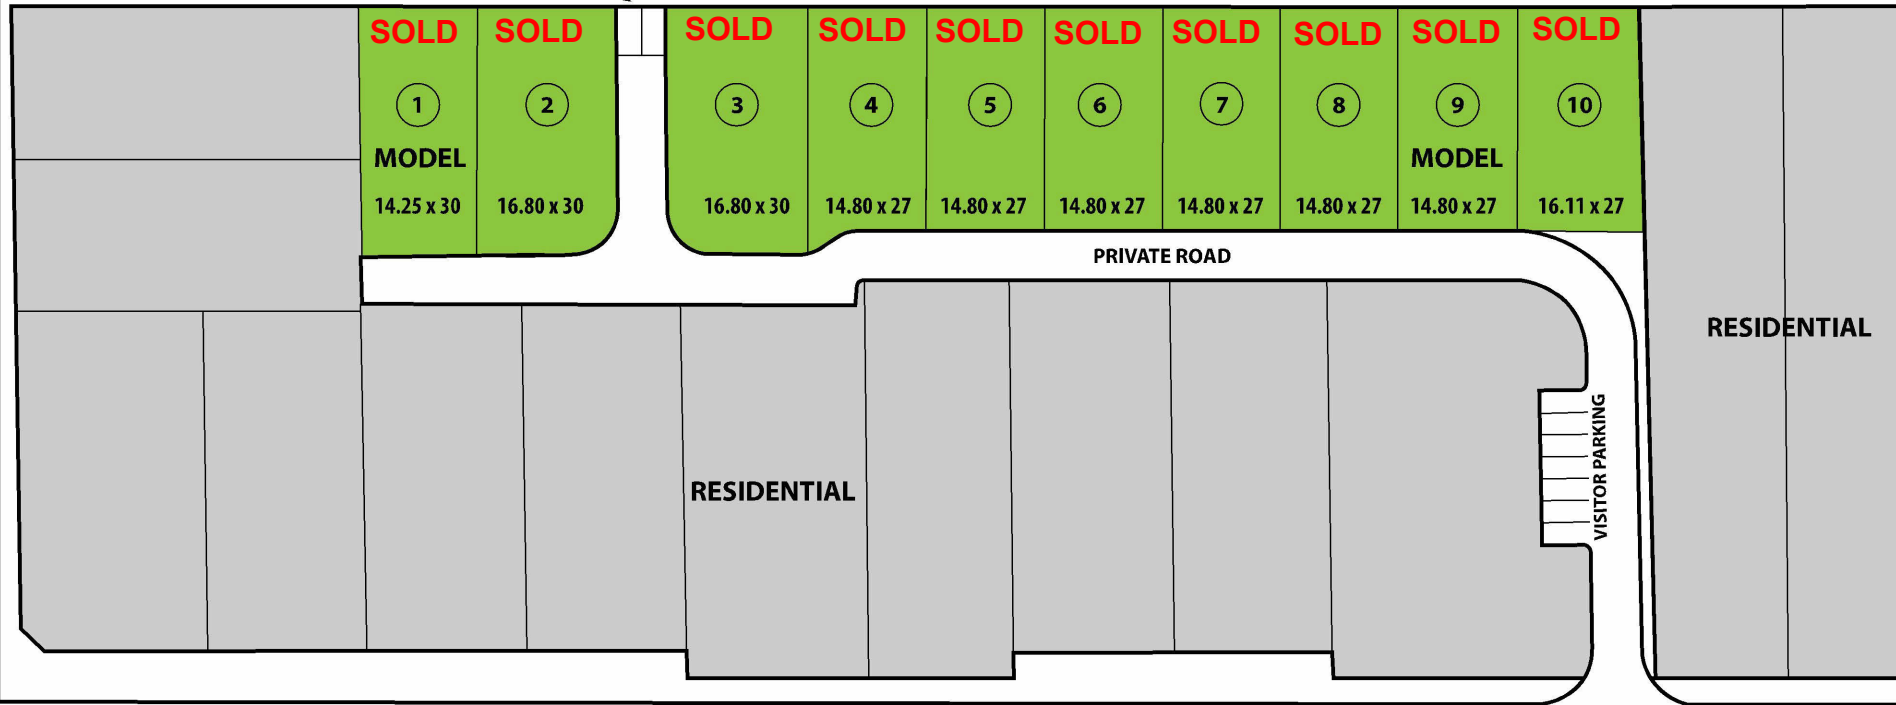 SOLD SOLD SOLD SOLD SOLD SOLD SOLD SOLD SOLD SOLD
1 2 3 4 5 6 7 8 9 10
MODEL MODEL
14.25 x 30 16.80 x 30 16.80 x 30 14.80 x 27 14.80 x 27 14.80 x 27 14.80 x 27 14.80 x 27 14.80 x 27 16.11 x 27
PRIVATE ROAD
RESIDENTIAL
VISITOR PARKING
RESIDENTIAL